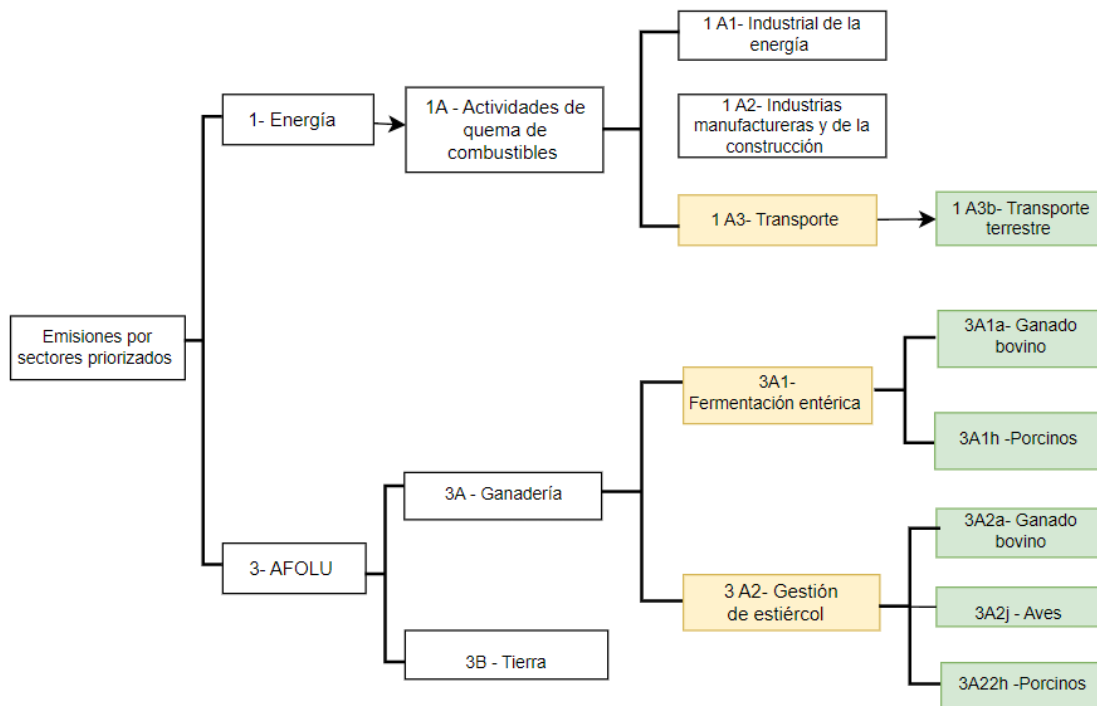 1 A1- Industrial de la
energía
1- Energía
1A - Actividades de
quema de
combustibles
1 A2- Industrias
manufactureras y de la
construcción
1 A3- Transporte
1 A3b- Transporte
terrestre
Emisiones por
sectores priorizados
3A1a- Ganado
bovino
3A1-
Fermentación entérica
3A1h -Porcinos
3A - Ganadería
3A2a- Ganado
bovino
3- AFOLU
3 A2- Gestión
de estiércol
3A2j - Aves
3B - Tierra
3A22h -Porcinos